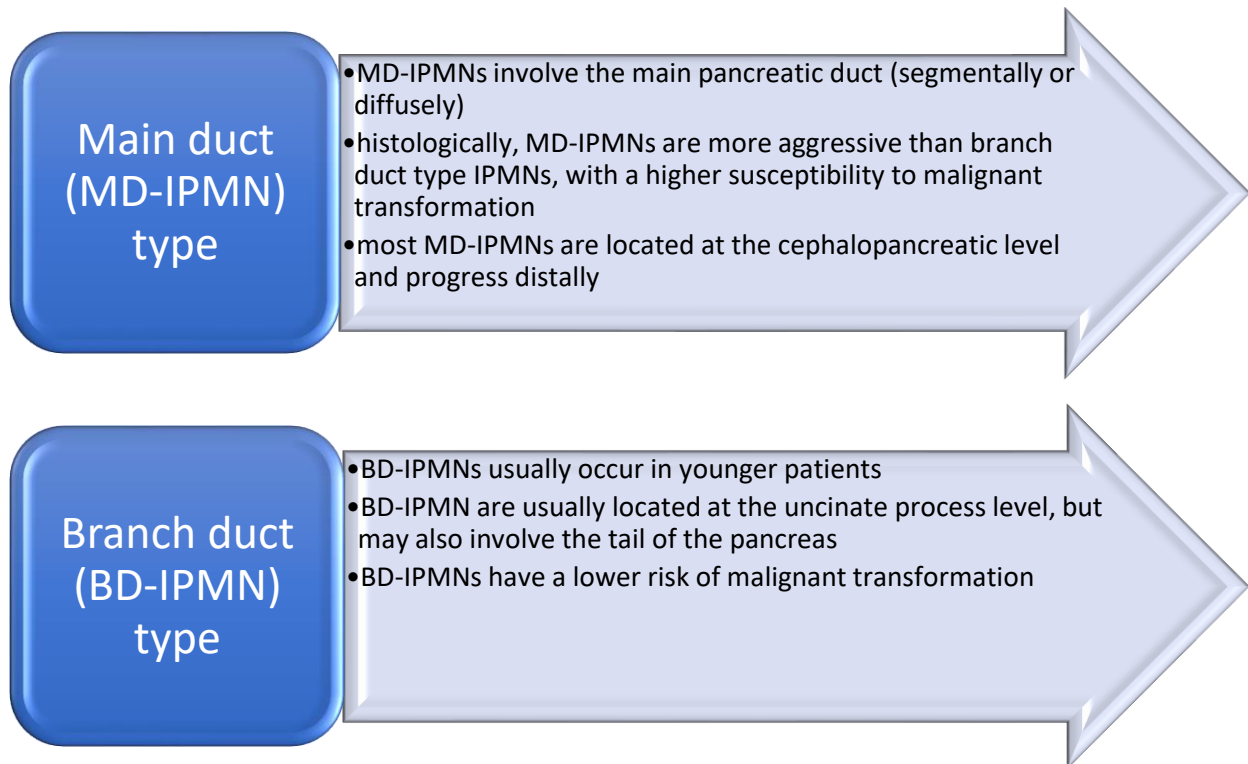 Main duct
(MD-IPMN)
type
•MD-IPMNs involve the main pancreatic duct (segmentally or
diffusely)
•histologically, MD-IPMNs are more aggressive than branch
duct type IPMNs, with a higher susceptibility to malignant
transformation
•most MD-IPMNs are located at the cephalopancreatic level
and progress distally
Branch duct
(BD-IPMN)
type
•BD-IPMNs usually occur in younger patients
•BD-IPMN are usually located at the uncinate process level, but
may also involve the tail of the pancreas
•BD-IPMNs have a lower risk of malignant transformation